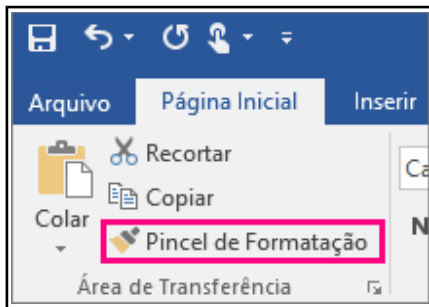 Arquivo Página Inicial Inserir
Recortar
Copiar
Colar
Pincel de Formatação
N
Área de Transferência